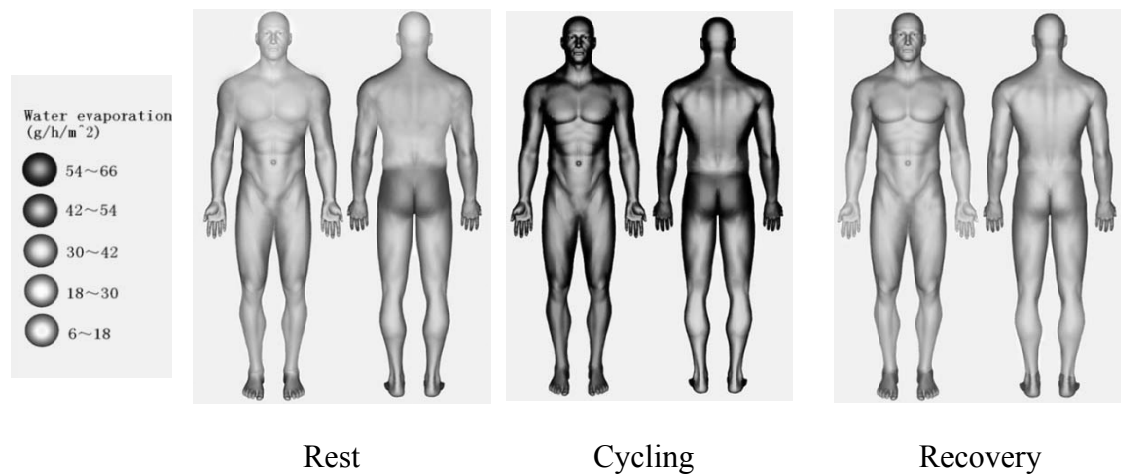 Water evaporation
(g/h/m^2)
54～66
42～54
30～42
18～30
6～18
Rest
Cycling
Recovery